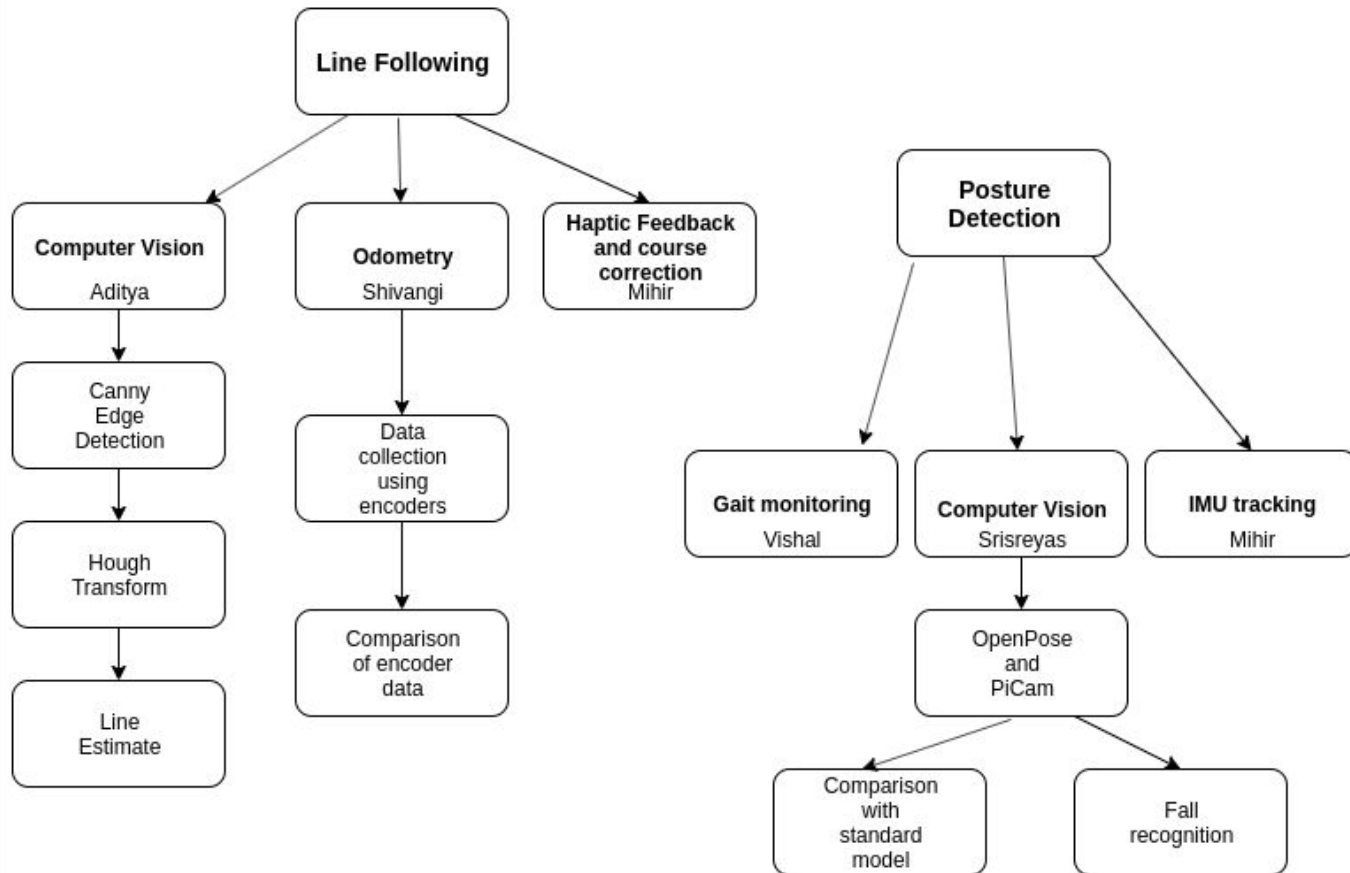 Line Following
Computer Vision
Aditya
Canny
Edge
Detection
Hough
Transform
Line
Estimate
Odometry
Shivangi
Data
collection
using
encoders
Comparison
of encoder
data
Haptic Feedback
and course
correction
Mihir
Posture
Detection
Gait monitoring
Vishal
Computer Vision
Srisreyas
OpenPose
and
PiCam
Comparison
with
standard
model
Fall
recognition
IMU tracking
Mihir